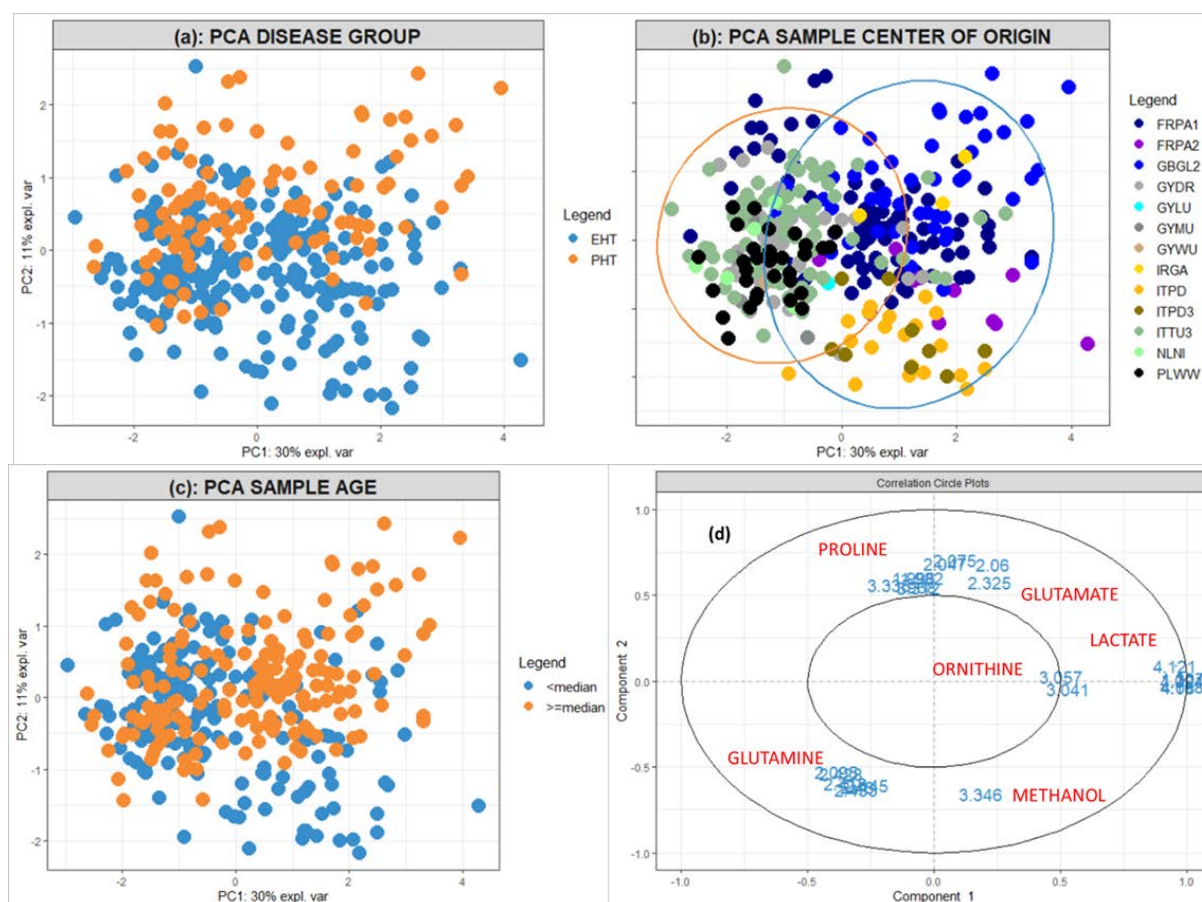 (a): PCA DISEASE GROUP
2
1
0
-1
-2
PC2: 11% expl. var
-2
0
2
4
PC1: 30% expl. var
Legend
EHT
PHT
(b): PCA SAMPLE CENTER OF ORIGIN
-2
0
2
4
PC1: 30% expl. var
Legend
FRPA1
FRPA2
GBGL2
GYDR
GYLU
GYMU
GYWU
IRGA
ITPD
ITPD3
ITTU3
NLNI
PLWW
(c): PCA SAMPLE AGE
2
1
0
-1
-2
PC2: 11% expl. var
-2
0
2
4
PC1: 30% expl. var
Legend
<median
>=median
Correlation Circle Plots
(d)
1.0
0.5
0.0
-0.5
-1.0
Component_2
PROLINE
2.075
2.047
2.06
2.325
GLUTAMATE
LACTATE
ORNITHINE
3.057
3.041
4.121
GLUTAMINE
2.098
METHANOL
3.346
-1.0
-0.5
0.0
0.5
1.0
Component_1